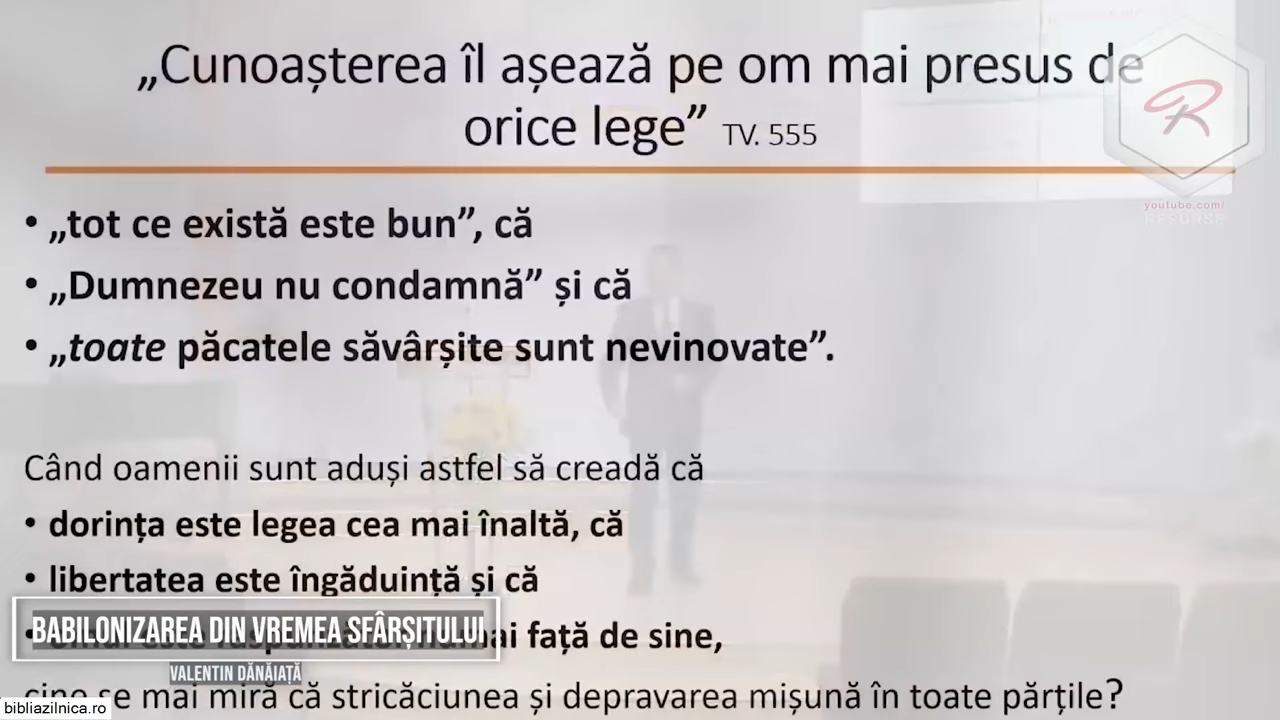 „Cunoașterea îl așează pe om mai presus de
orice lege” TV. 555
R
youtube.com/
RESURSE
• „tot ce există este bun”, că
• „Dumnezeu nu condamnă” și că
• „toate păcatele săvârșite sunt nevinovate”.
Când oamenii sunt aduși astfel să creadă că
• dorința este legea cea mai înaltă, că
• libertatea este îngăduință și că
față de sine,
BABILONIZAREA DIN VREMEA SFÂRȘITULUI
VALENTIN DĂNĂIAȚĂ
cine se mai miră că stricăciunea și depravarea mișună în toate părțile?
bibliazilnica.ro